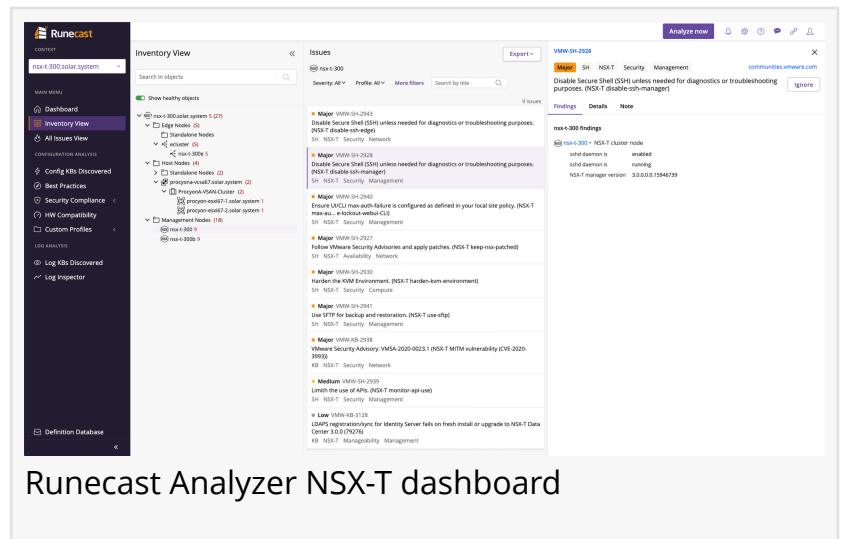 Runecast
Analyze now
CONTEXT
nsx-t-300.solar.system
MAIN MENU
Dashboard
Inventory View
All Issues View
CONFIGURATION ANALYSIS
Config KBs Discovered
Best Practices
Security Compliance
HW Compatibility
Custom Profiles
LOG ANALYSIS
Log KBs Discovered
Log Inspector
Definition Database
Inventory View
Search in objects
Show healthy objects
nsx-t-300.solar.system 5 (27)
Edge Nodes (5)
Standalone Nodes
ecluster (5)
nsx-t-300e 5
Host Nodes (4)
Standalone Nodes (2)
procyona-vcsa67.solar.system (2)
ProcyonA-VSAN-Cluster (2)
procyon-esxi67-1.solar.system 1
procyon-esxi67-2.solar.system 1
Management Nodes (18)
nsx-t-300 9
nsx-t-300b 9
Issues
Export
nsx-t-300
Severity: All Profile: All More filters Search by title
9 issues
Major VMW-SH-2943
Disable Secure Shell (SSH) unless needed for diagnostics or troubleshooting purposes.
(NSX-T disable-ssh-edge)
SH NSX-T Security Network
Major VMW-SH-2928
Disable Secure Shell (SSH) unless needed for diagnostics or troubleshooting purposes.
(NSX-T disable-ssh-manager)
SH NSX-T Security Management
Major VMW-SH-2940
Ensure UI/CLI max-auth-failure is configured as defined in your local site policy. (NSX-T
max-au... e-lockout-webui-CLI)
SH NSX-T Security Management
Major VMW-SH-2927
Follow VMware Security Advisories and apply patches. (NSX-T keep-nsx-patched)
SH NSX-T Availability Network
Major VMW-SH-2930
Harden the KVM Environment. (NSX-T harden-kvm-environment)
SH NSX-T Security Compute
Major VMW-SH-2941
Use SFTP for backup and restoration. (NSX-T use-sftp)
SH NSX-T Security Management
Major VMW-KB-2938
VMware Security Advisory: VMSA-2020-0023.1 (NSX-T MITM vulnerability (CVE-2020-
3993))
KB NSX-T Security Network
Medium VMW-SH-2939
Limith the use of APIs. (NSX-T monitor-api-use)
SH NSX-T Security Management
Low VMW-KB-3128
LDAPS registration/sync for Identity Server fails on fresh install or upgrade to NSX-T Data
Center 3.0.0 (79276)
KB NSX-T Manageability Management
VMW-SH-2928
Major SH NSX-T Security Management communities.vmware.com
Disable Secure Shell (SSH) unless needed for diagnostics or troubleshooting
purposes. (NSX-T disable-ssh-manager)
Ignore
Findings Details Note
nsx-t-300 findings
nsx-t-300 • NSX-T cluster
node
sshd daemon is enabled
sshd daemon is running
NSX-T manager version 3.0.0.0.0.15946739
Runecast Analyzer NSX-T dashboard